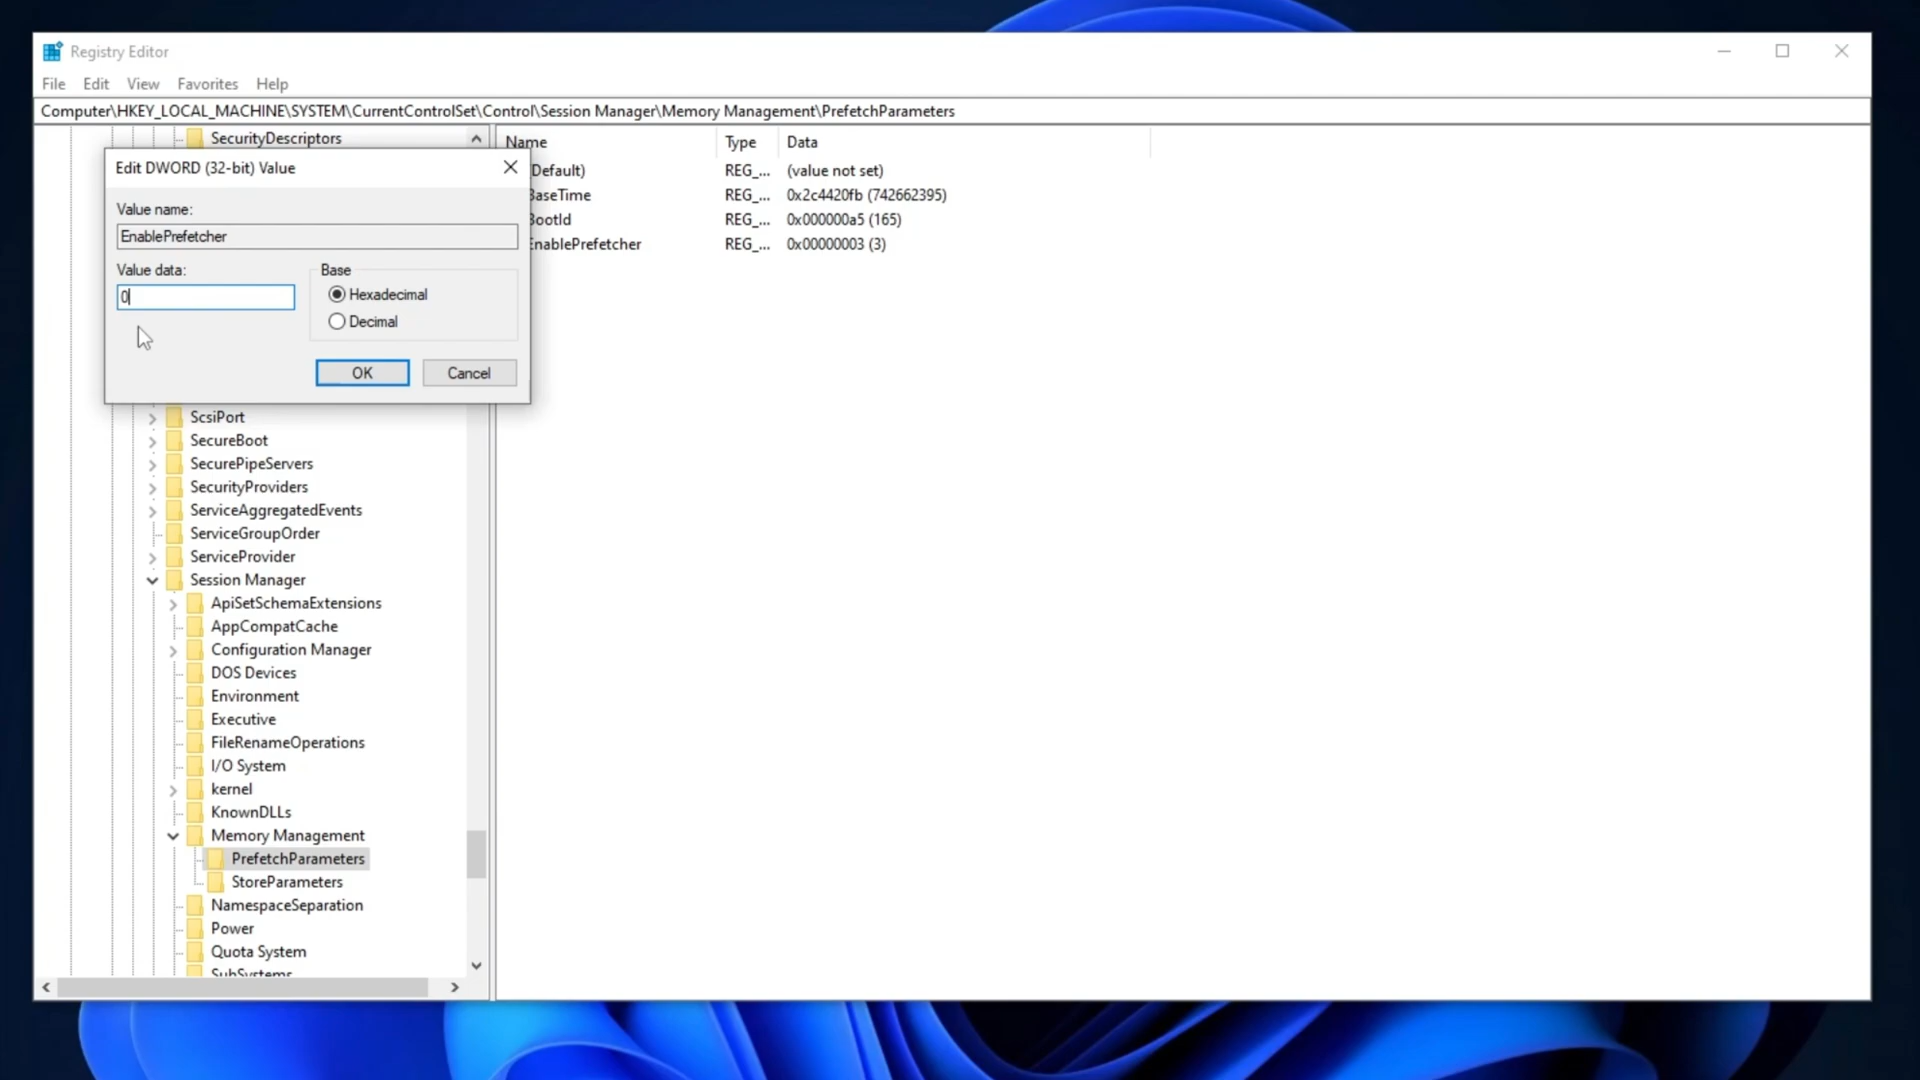 Registry Editor
File Edit View Favorites Help
Computer\HKEY_LOCAL_MACHINE\SYSTEM\CurrentControlSet\Control\Session Manager\Memory Management\PrefetchParameters
SecurityDescriptors
Edit DWORD (32-bit) Value
Value name:
EnablePrefetcher
Value data:
0
Base
Hexadecimal
Decimal
OK Cancel
ScsiPort
SecureBoot
SecurePipeServers
SecurityProviders
ServiceAggregatedEvents
ServiceGroupOrder
ServiceProvider
Session Manager
ApiSetSchemaExtensions
AppCompatCache
Configuration Manager
DOS Devices
Environment
Executive
FileRenameOperations
I/O System
kernel
KnownDLLs
Memory Management
PrefetchParameters
StoreParameters
NamespaceSeparation
Power
Quota System
SubSystems
Name Type Data
Default) REG_... (value not set)
BaseTime REG_... 0x2c4420fb (742662395)
BootId REG_... 0x000000a5 (165)
EnablePrefetcher REG_... 0x00000003 (3)